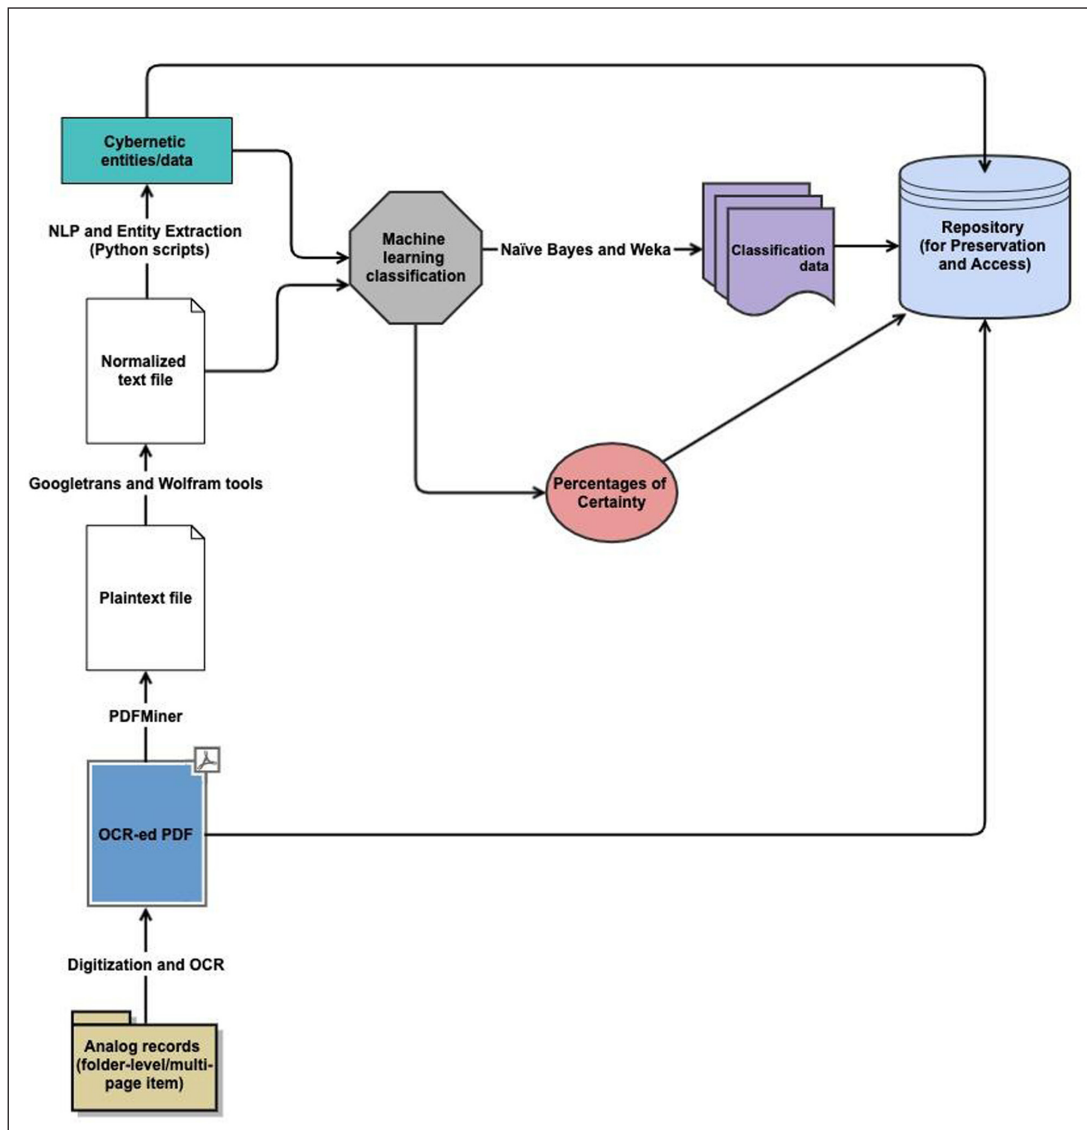 Cybernetic
entities/data
NLP and Entity Extraction
(Python scripts)
Normalized
text file
Googletrans and Wolfram tools
Plaintext file
PDFMiner
OCR-ed PDF
Digitization and OCR
Analog records
(folder-level/multi-
page item)
Machine
learning
classification
Naïve Bayes and Weka
Classification
data
Percentages of
Certainty
Repository
(for Preservation
and Access)